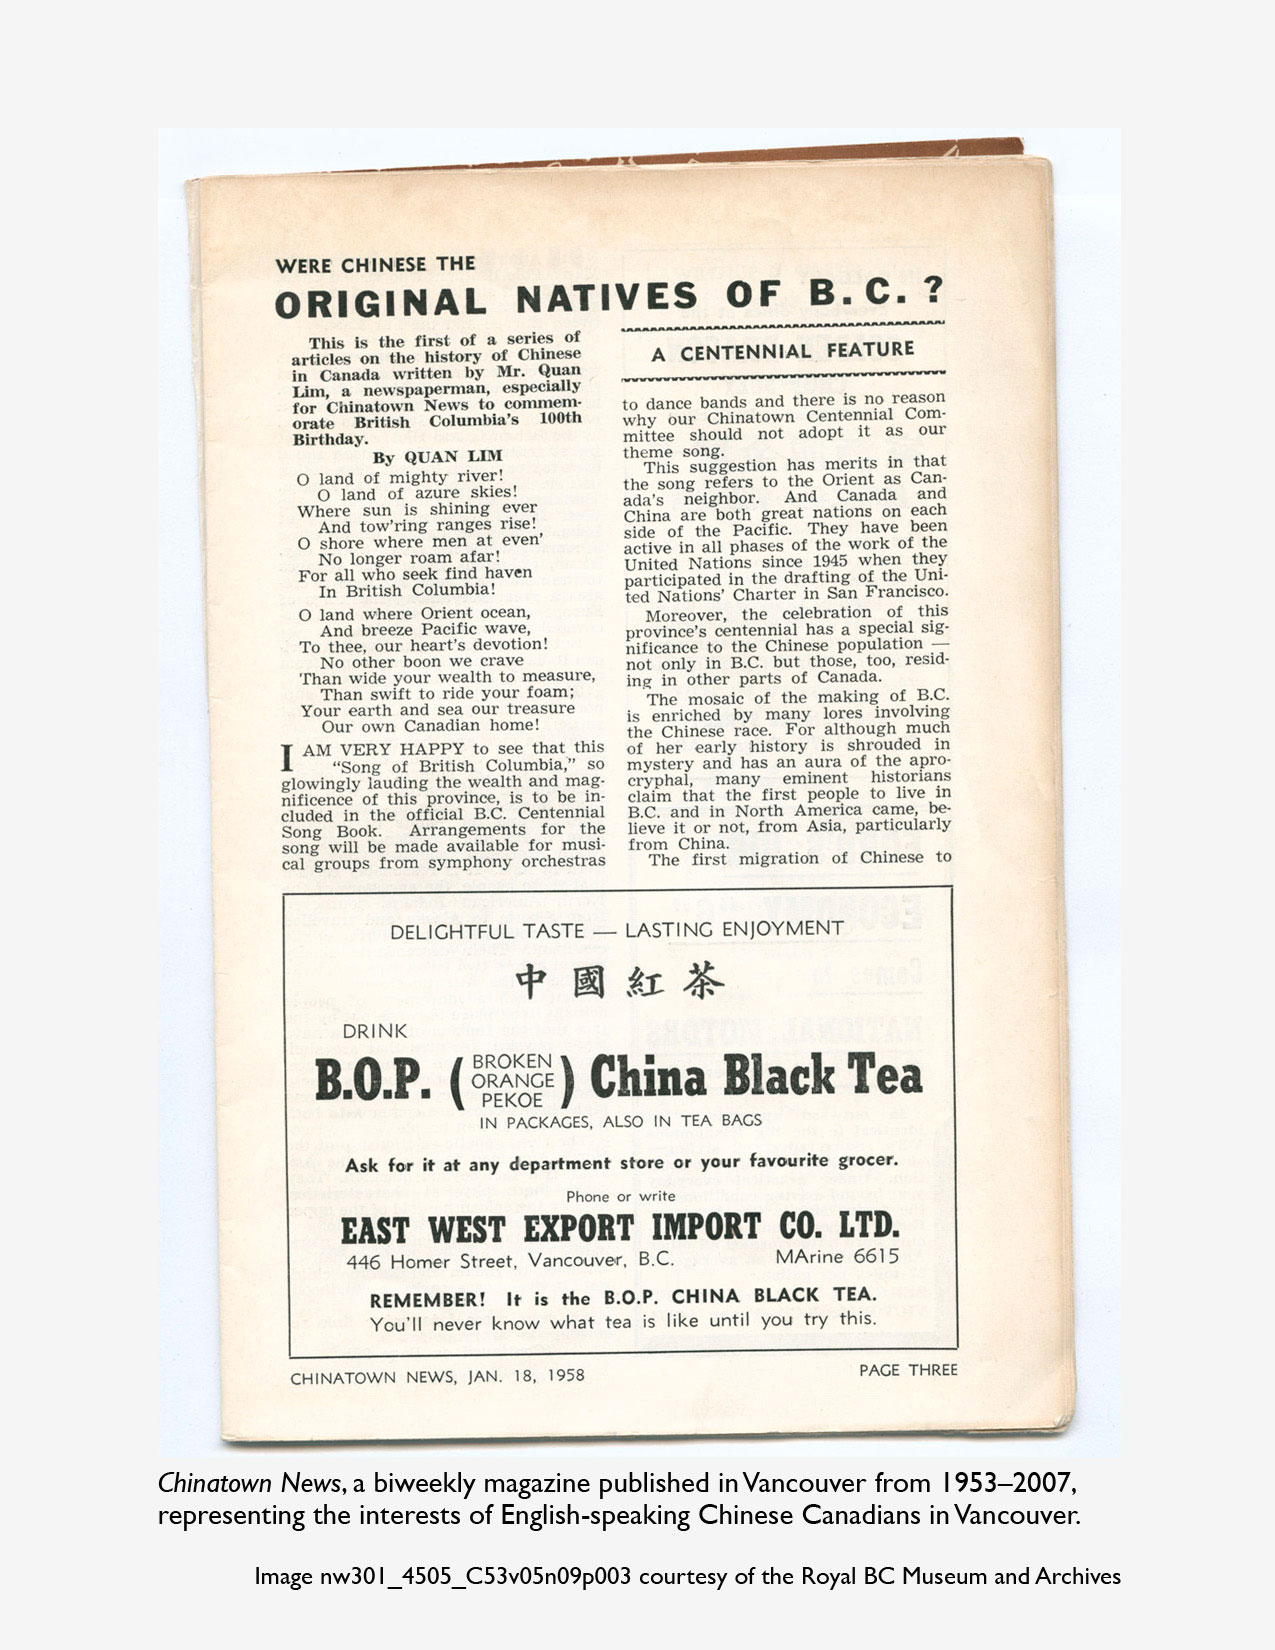 WERE CHINESE THE
ORIGINAL NATIVES OF B.C.?
This is the first of a series of
articles on the history of Chinese
in Canada written by Mr. Quan
Lim, a newspaperman, especially
for Chinatown News to commem-
orate British Columbia's 100th
Birthday.
By QUAN LIM
O land of mighty river!
O land of azure skies!
Where sun is shining ever
And tow'ring ranges rise!
O shore where men at even'
No longer roam afar!
For all who seek find haven
In British Columbia!
O land where Orient ocean,
And breeze Pacific wave,
To thee, our heart's devotion!
No other boon we crave
'Than wide your wealth to measure,
Than swift to ride your foam;
Your earth and sea our treasure
Our own Canadian home!
I AM VERY HAPPY to see that this
"Song of British Columbia," so
glowingly lauding the wealth and mag-
nificence of this province, is to be in-
cluded in the official B.C. Centennial
Song Book. Arrangements for the
song will be made available for musi-
cal groups from symphony orchestras
A CENTENNIAL FEATURE
to dance bands and there is no reason
why our Chinatown Centennial Com-
mittee should not adopt it as our
theme song.
This suggestion has merits in that
the song refers to the Orient as Can-
ada's neighbor. And Canada and
China are both great nations on each
side of the Pacific. They have been
active in all phases of the work of the
United Nations since 1945 when they
participated in the drafting of the Uni-
ted Nations' Charter in San Francisco.
Moreover, the celebration of this
province's centennial has a special sig-
nificance to the Chinese population —
not only in B.C. but those, too, resid-
ing in other parts of Canada.
The mosaic of the making of B.C.
is enriched by many lores involving
the Chinese race. For although much
of her early history is shrouded in
mystery and has an aura of the apro-
cryphal, many eminent historians
claim that the first people to live in
B.C. and in North America came, be-
lieve it or not, from Asia, particularly
from China.
The first migration of Chinese to
DELIGHTFUL TASTE — LASTING ENJOYMENT
中國紅茶
DRINK
B.O.P. (BROKEN ORANGE PEKOE) China Black Tea
IN PACKAGES, ALSO IN TEA BAGS
Ask for it at any department store or your favourite grocer.
Phone or write
EAST WEST EXPORT IMPORT CO. LTD.
446 Homer Street, Vancouver, B.C. MArine 6615
REMEMBER! It is the B.O.P. CHINA BLACK TEA.
You'll never know what tea is like until you try this.
CHINATOWN NEWS, JAN. 18, 1958 PAGE THREE
Chinatown News, a biweekly magazine published in Vancouver from 1953–2007,
representing the interests of English-speaking Chinese Canadians in Vancouver.
Image nw301_4505_C53v05n09p003 courtesy of the Royal BC Museum and Archives